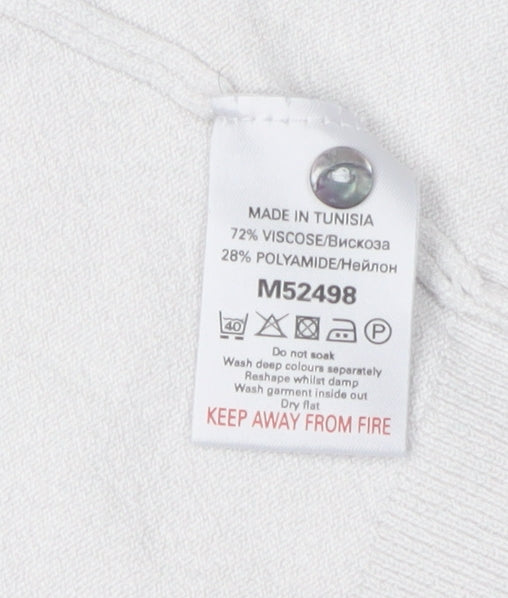 MADE IN TUNISIA
72% VISCOSE/Вискоза
28% POLYAMIDE/Нейлон
M52498
40 P
Do not soak
Wash deep colours separately
Reshape whilst damp
Wash garment inside out
Dry flat
KEEP AWAY FROM FIRE